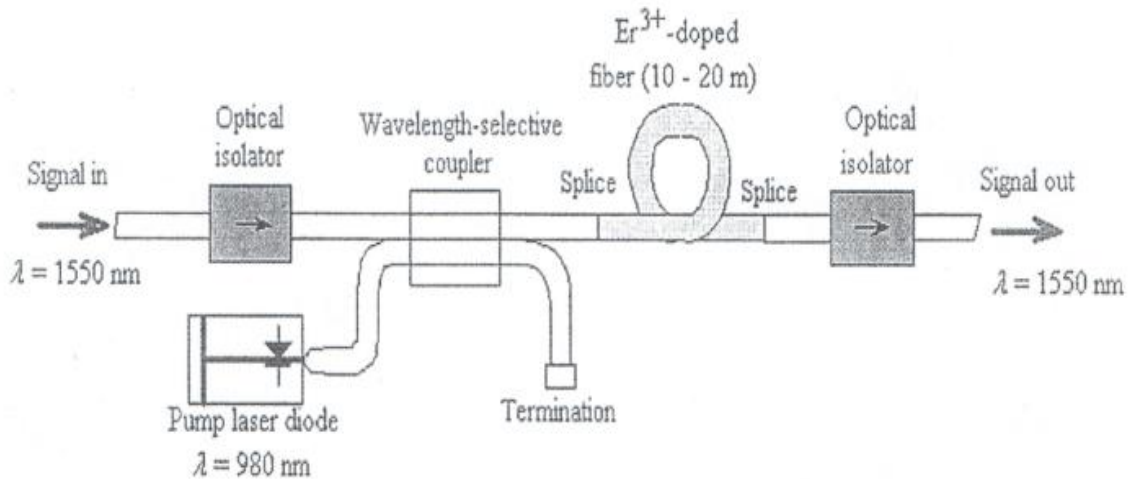 Er³⁺-doped
fiber (10 - 20 m)
Optical
isolator
Wavelength-selective
coupler
Optical
isolator
Signal in
Splice
Splice
Signal out
λ = 1550 nm
λ = 1550 nm
Termination
Pump laser diode
λ = 980 nm